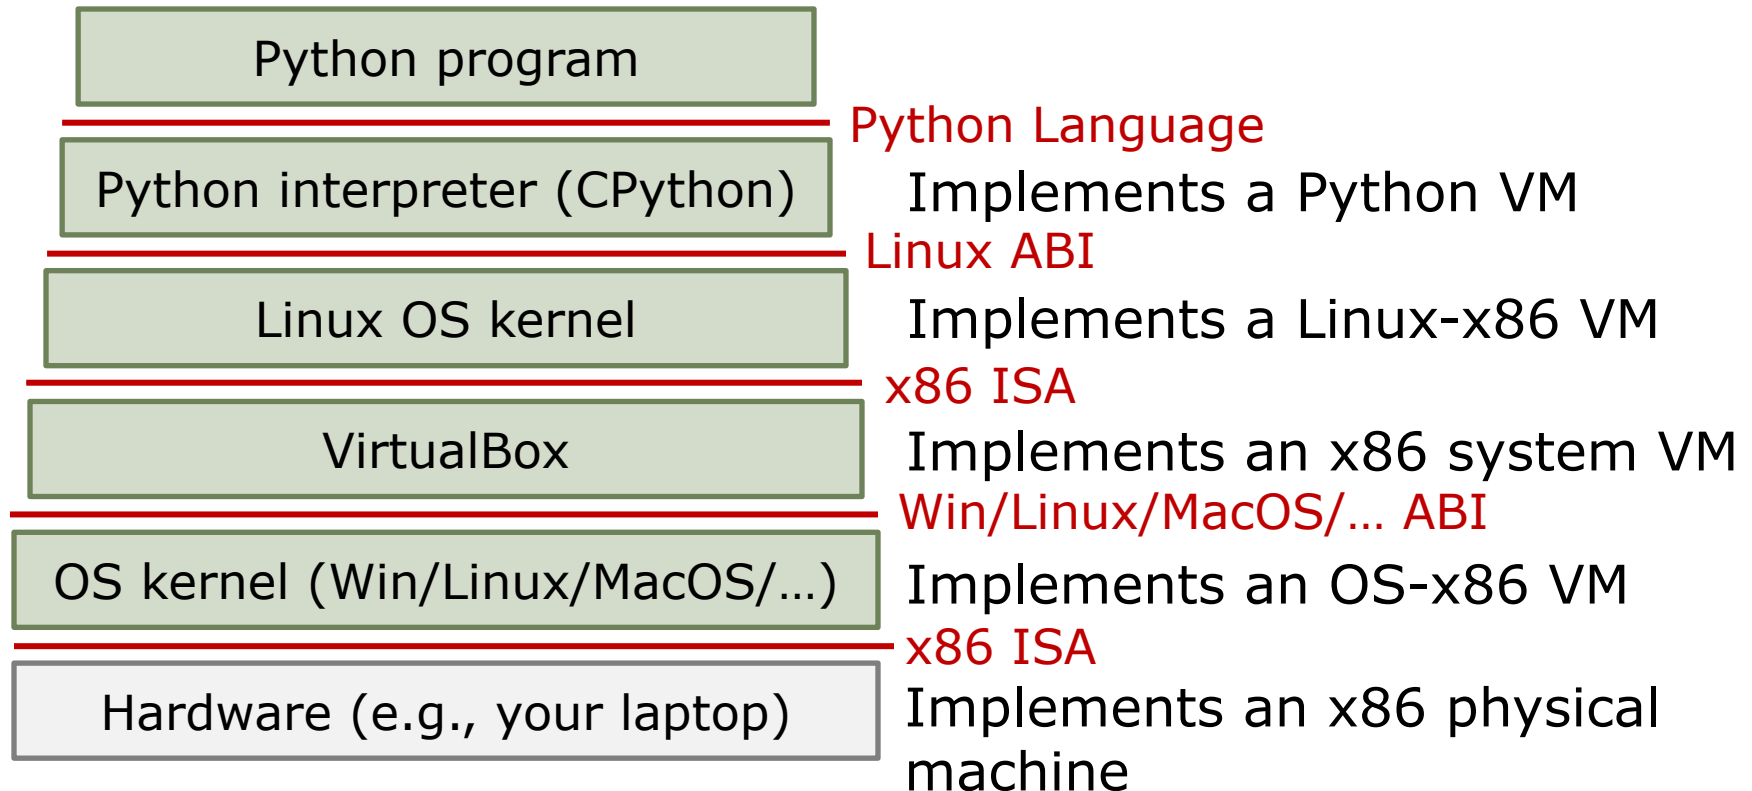 Python program
Python Language
Python interpreter (CPython)
Implements a Python VM
Linux ABI
Linux OS kernel
Implements a Linux-x86 VM
x86 ISA
VirtualBox
Implements an x86 system VM
Win/Linux/MacOS/… ABI
OS kernel (Win/Linux/MacOS/…)
Implements an OS-x86 VM
x86 ISA
Hardware (e.g., your laptop)
Implements an x86 physical
machine